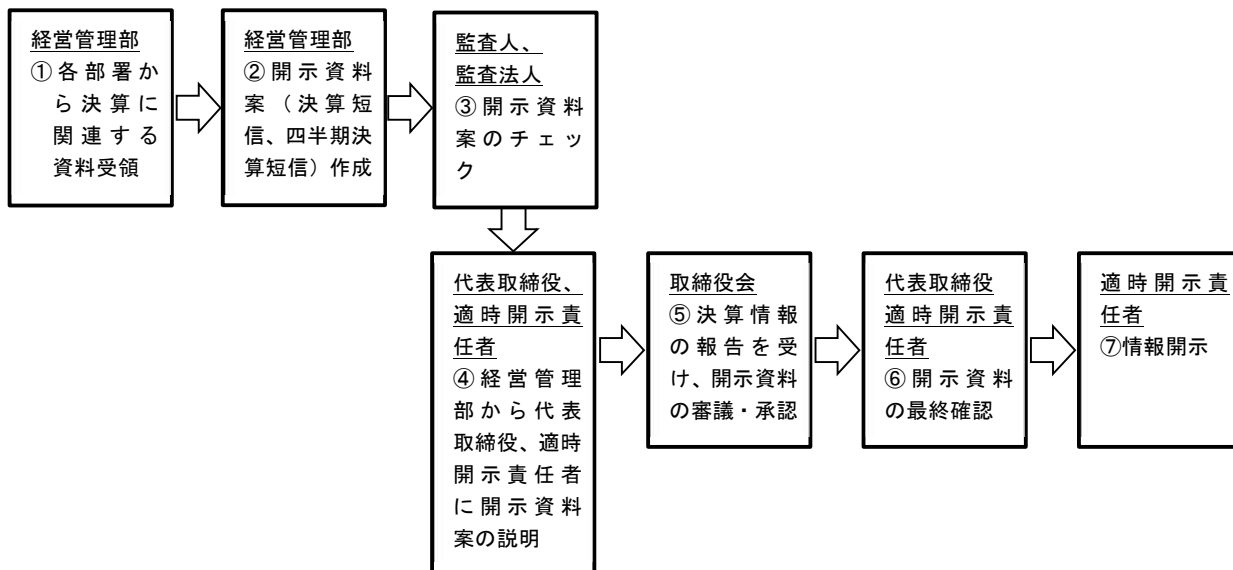 経営管理部
①各部署か
ら決算に
関連する
資料受領
経営管理部
②開示資料
案（決算短
信、四半期決
算短信）作成
監査人、
監査法人
③開示資料
案のチェッ
ク
代表取締役、
適時開示責
任者
④経営管理
部から代表
取締役、適時
開示責任者
に開示資料
案の説明
取締役会
⑤決算情報
の報告を受
け、開示資料
の審議・承認
代表取締役
適時開示責
任者
⑥開示資料
の最終確認
適時開示責
任者
⑦情報開示